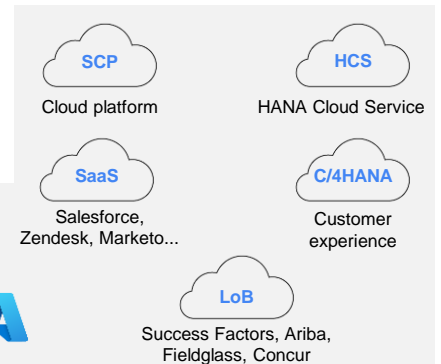 SCP
Cloud platform
HCS
HANA Cloud Service
SaaS
Salesforce,
Zendesk, Marketo...
C/4HANA
Customer
experience
LoB
Success Factors, Ariba,
Fieldglass, Concur